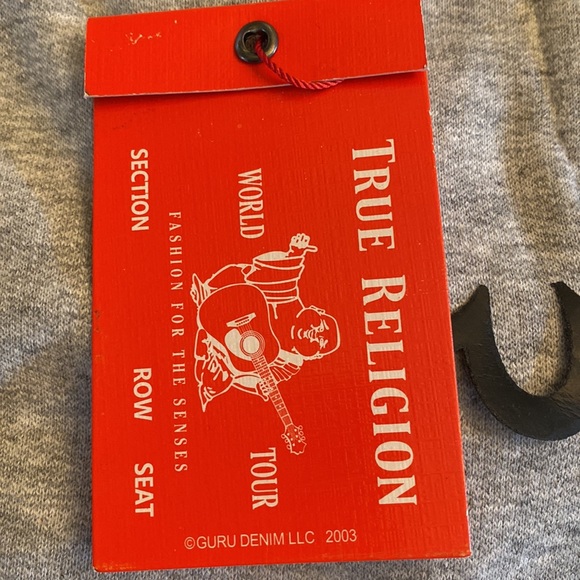 TRUE RELIGION
WORLD TOUR
FASHION FOR THE SENSES
SECTION ROW SEAT
©GURU DENIM LLC 2003